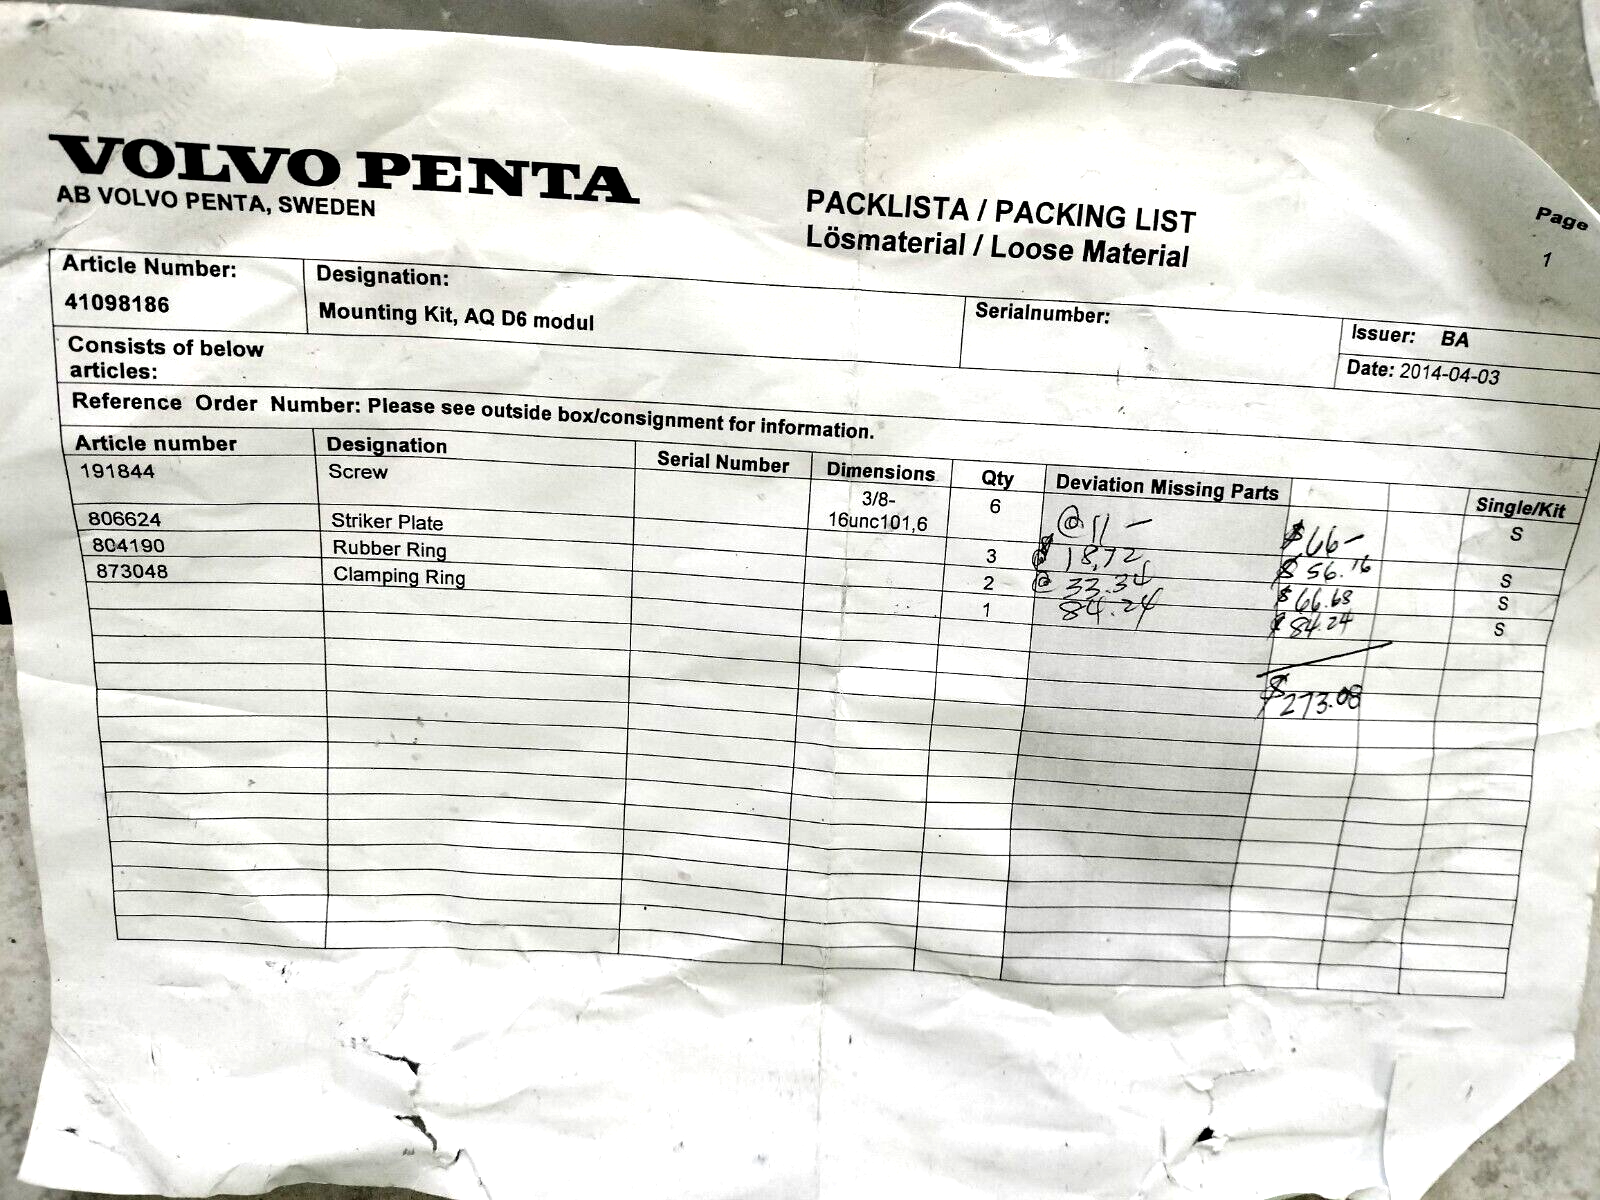 VOLVO PENTA
AB VOLVO PENTA, SWEDEN
PACKLISTA / PACKING LIST
Lösmaterial / Loose Material
Page
1
Article Number:
41098186
Designation:
Mounting Kit, AQ D6 modul
Serialnumber:
Issuer: BA
Date: 2014-04-03
Consists of below
articles:
Reference Order Number: Please see outside box/consignment for information.
Article number Designation Serial Number Dimensions Qty Deviation Missing Parts Single/Kit
191844 Screw 3/8-
16unc101,6 6 @ 11 – $66 – S
806624 Striker Plate 3 @ $18,72 $56.16 S
804190 Rubber Ring 2 @ 33.34 $66.68 S
873048 Clamping Ring 1 84.24 $84.24 S
$273.08